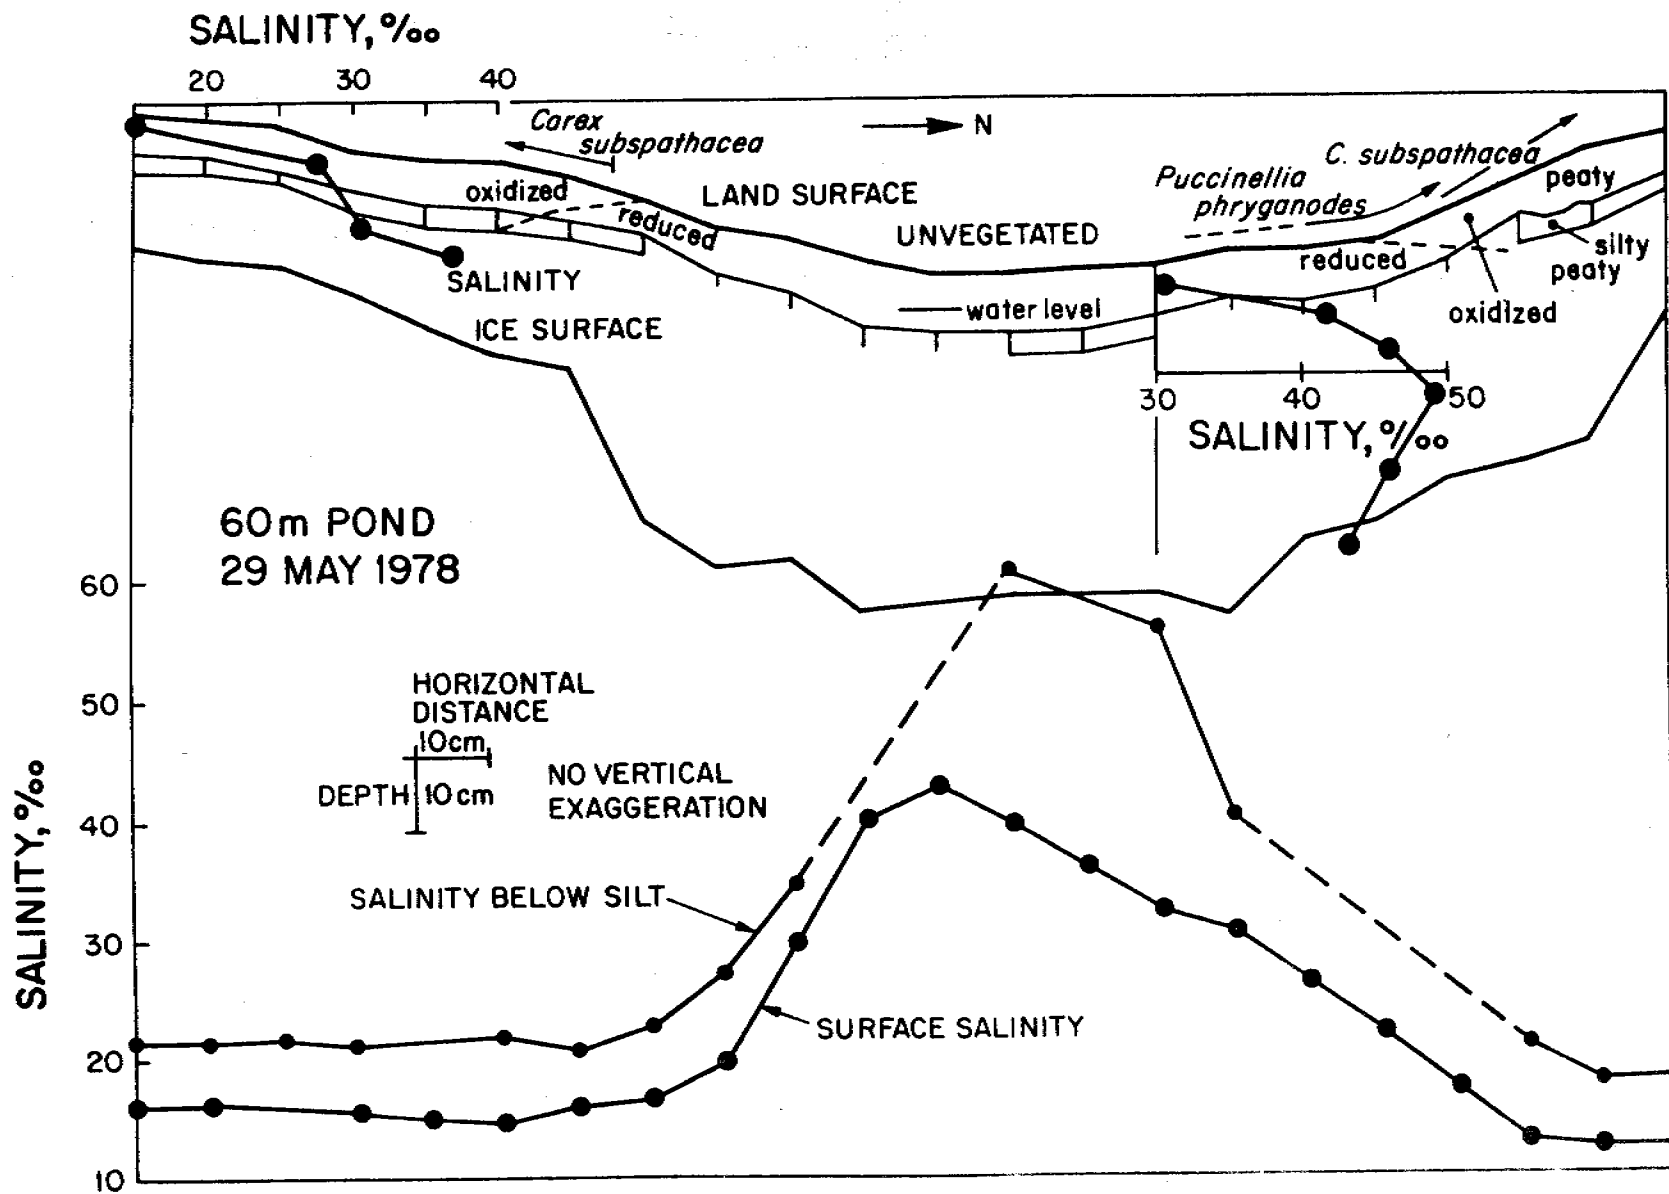 SALINITY, ‰
20 30 40
Carex
subspathacea
N
C. subspathacea
Puccinellia
phryganodes
peaty
oxidized
LAND SURFACE
reduced
UNVEGETATED
silty
peaty
reduced
SALINITY
water level
oxidized
ICE SURFACE
30 40 50
SALINITY, ‰
60 m POND
29 MAY 1978
60
50
40
30
20
10
SALINITY, ‰
HORIZONTAL
DISTANCE
10cm
DEPTH 10cm
NO VERTICAL
EXAGGERATION
SALINITY BELOW SILT
SURFACE SALINITY